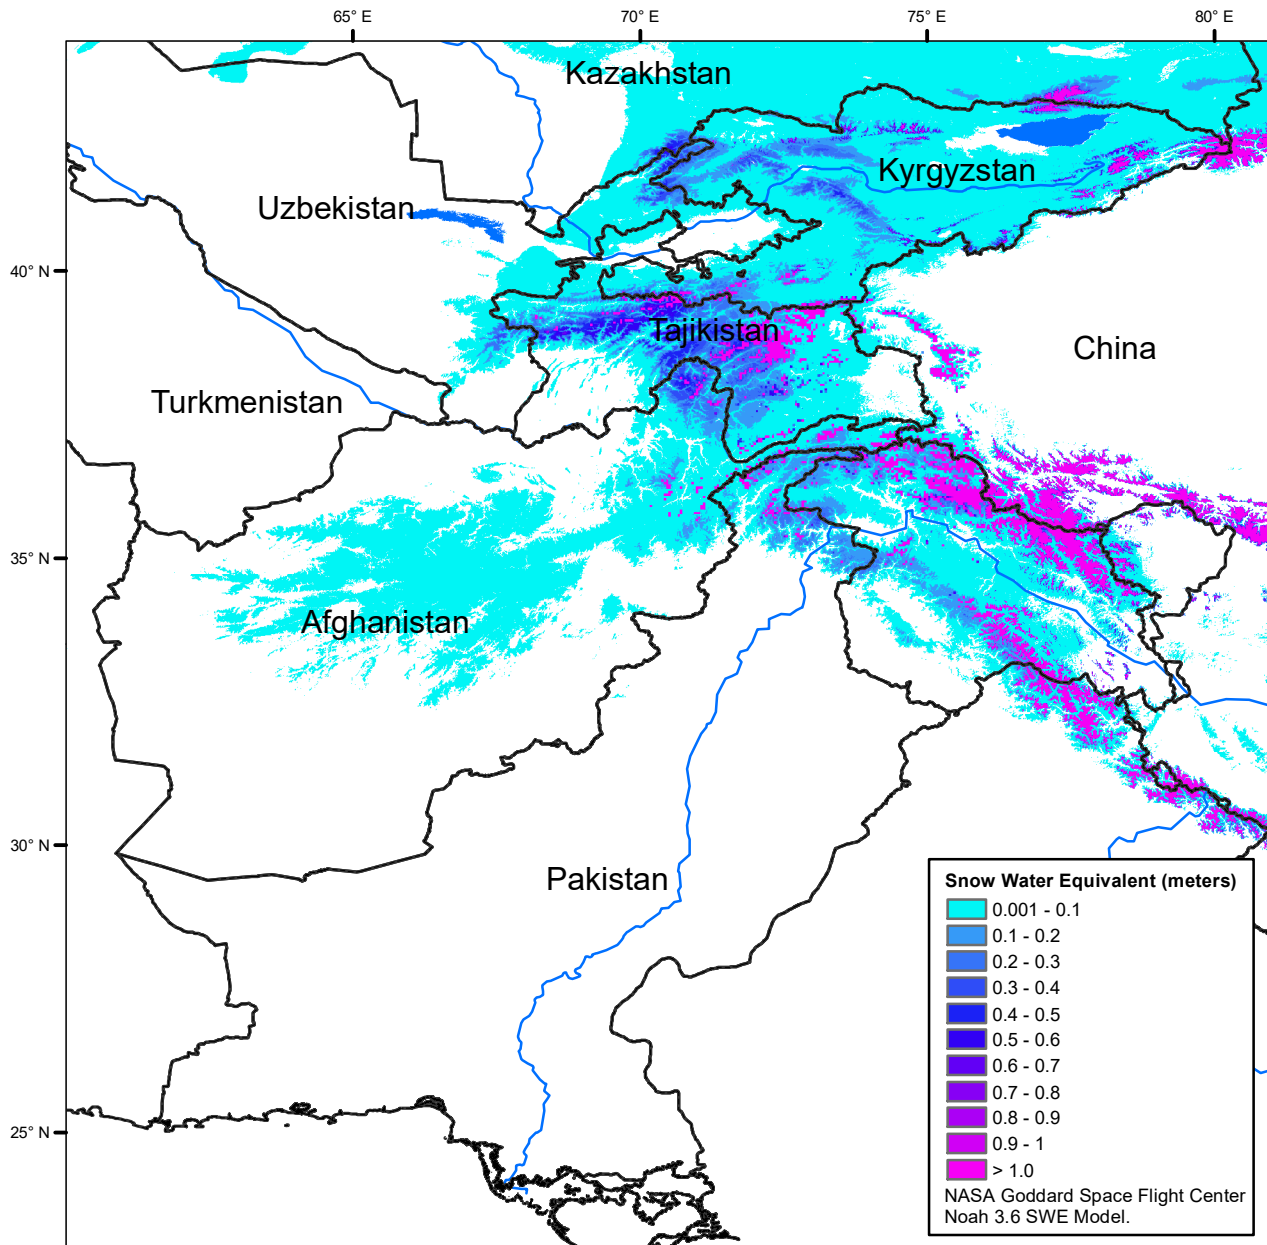 65° E
70° E
75° E
80° E
Kazakhstan
Kyrgyzstan
Uzbekistan
40° N
Tajikistan
China
Turkmenistan
35° N
Afghanistan
30° N
Pakistan
25° N
Snow Water Equivalent (meters)
0.001 - 0.1
0.1 - 0.2
0.2 - 0.3
0.3 - 0.4
0.4 - 0.5
0.5 - 0.6
0.6 - 0.7
0.7 - 0.8
0.8 - 0.9
0.9 - 1
> 1.0
NASA Goddard Space Flight Center
Noah 3.6 SWE Model.